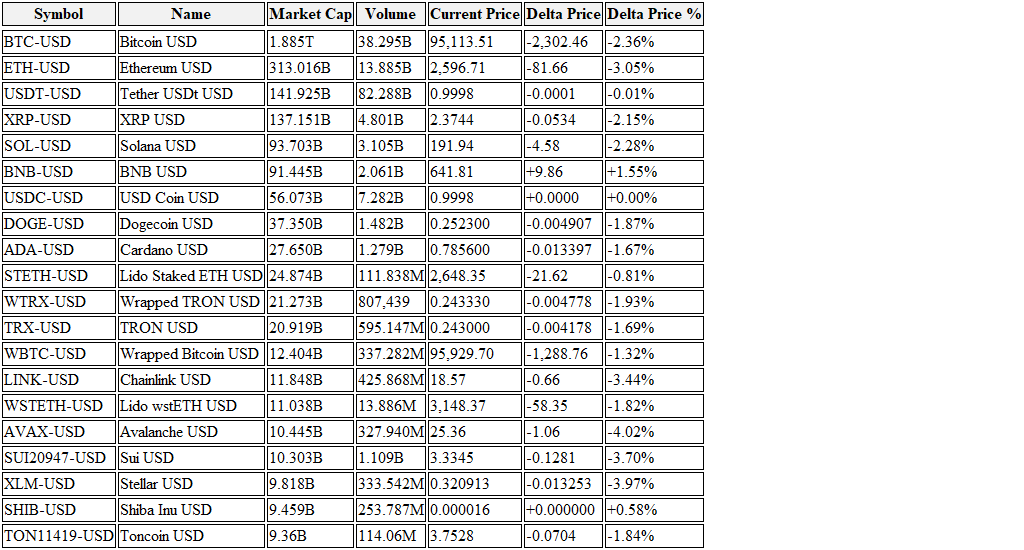 Symbol Name Market Cap Volume Current Price Delta Price Delta Price %
BTC-USD Bitcoin USD 1.885T 38.295B 95,113.51 -2,302.46 -2.36%
ETH-USD Ethereum USD 313.016B 13.885B 2,596.71 -81.66 -3.05%
USDT-USD Tether USDt USD 141.925B 82.288B 0.9998 -0.0001 -0.01%
XRP-USD XRP USD 137.151B 4.801B 2.3744 -0.0534 -2.15%
SOL-USD Solana USD 93.703B 3.105B 191.94 -4.58 -2.28%
BNB-USD BNB USD 91.445B 2.061B 641.81 +9.86 +1.55%
USDC-USD USD Coin USD 56.073B 7.282B 0.9998 +0.0000 +0.00%
DOGE-USD Dogecoin USD 37.350B 1.482B 0.252300 -0.004907 -1.87%
ADA-USD Cardano USD 27.650B 1.279B 0.785600 -0.013397 -1.67%
STETH-USD Lido Staked ETH USD 24.874B 111.838M 2,648.35 -21.62 -0.81%
WTRX-USD Wrapped TRON USD 21.273B 807,439 0.243330 -0.004778 -1.93%
TRX-USD TRON USD 20.919B 595.147M 0.243000 -0.004178 -1.69%
WBTC-USD Wrapped Bitcoin USD 12.404B 337.282M 95,929.70 -1,288.76 -1.32%
LINK-USD Chainlink USD 11.848B 425.868M 18.57 -0.66 -3.44%
WSTETH-USD Lido wstETH USD 11.038B 13.886M 3,148.37 -58.35 -1.82%
AVAX-USD Avalanche USD 10.445B 327.940M 25.36 -1.06 -4.02%
SUI20947-USD Sui USD 10.303B 1.109B 3.3345 -0.1281 -3.70%
XLM-USD Stellar USD 9.818B 333.542M 0.320913 -0.013253 -3.97%
SHIB-USD Shiba Inu USD 9.459B 253.787M 0.000016 +0.000000 +0.58%
TON11419-USD Toncoin USD 9.36B 114.06M 3.7528 -0.0704 -1.84%